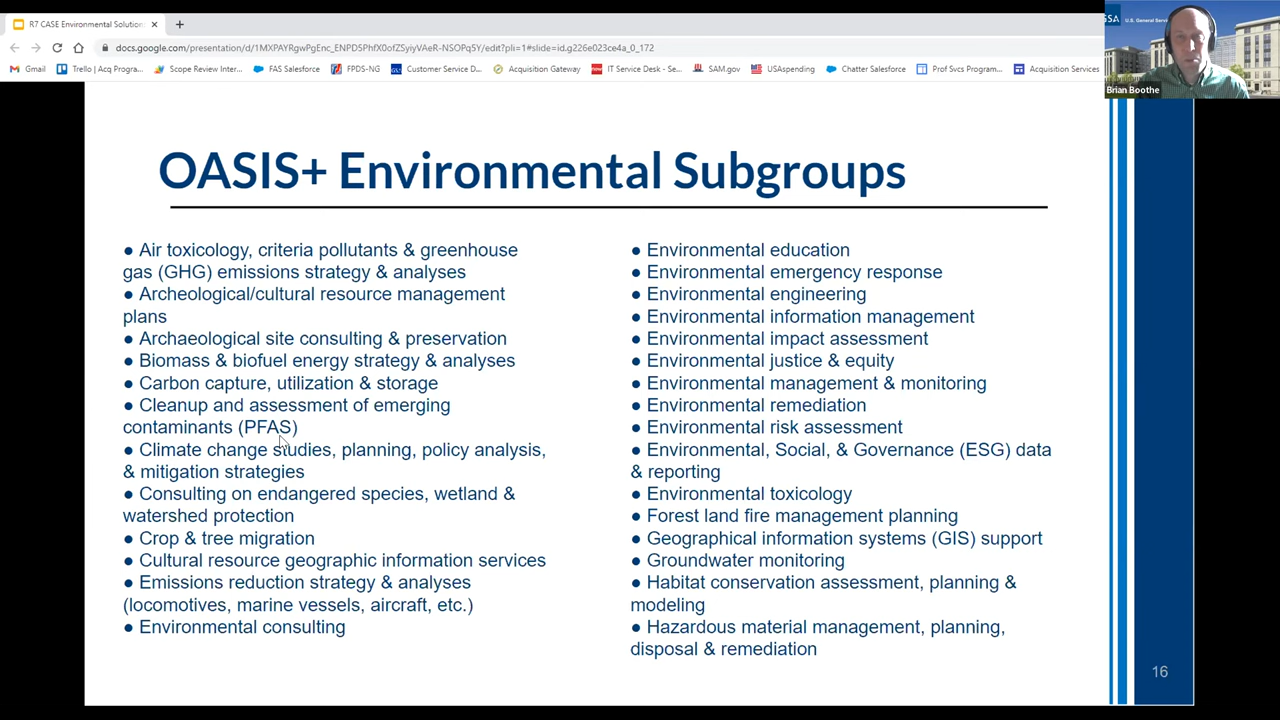 R7 CASE Environmental Solution
docs.google.com/presentation/d/1MXPAYRgwPgEnc_ENPD5PhfX0ofZSyiyVAeR-NSOPq5Y/edit?pli=1#slide=id.g226e023ce4a_0_172
Gmail
Trello | Acq Progra...
Scope Review Inter...
FAS Salesforce
FPDS-NG
Customer Service D...
Acquisition Gateway
IT Service Desk - Se...
SAM.gov
USAspending
Chatter Salesforce
Prof Svcs Program...
Acquisition Services
GSA U.S. General Servi
Brian Boothe
OASIS+ Environmental Subgroups
● Air toxicology, criteria pollutants & greenhouse
gas (GHG) emissions strategy & analyses
● Archeological/cultural resource management
plans
● Archaeological site consulting & preservation
● Biomass & biofuel energy strategy & analyses
● Carbon capture, utilization & storage
● Cleanup and assessment of emerging
contaminants (PFAS)
● Climate change studies, planning, policy analysis,
& mitigation strategies
● Consulting on endangered species, wetland &
watershed protection
● Crop & tree migration
● Cultural resource geographic information services
● Emissions reduction strategy & analyses
(locomotives, marine vessels, aircraft, etc.)
● Environmental consulting
● Environmental education
● Environmental emergency response
● Environmental engineering
● Environmental information management
● Environmental impact assessment
● Environmental justice & equity
● Environmental management & monitoring
● Environmental remediation
● Environmental risk assessment
● Environmental, Social, & Governance (ESG) data
& reporting
● Environmental toxicology
● Forest land fire management planning
● Geographical information systems (GIS) support
● Groundwater monitoring
● Habitat conservation assessment, planning &
modeling
● Hazardous material management, planning,
disposal & remediation
16